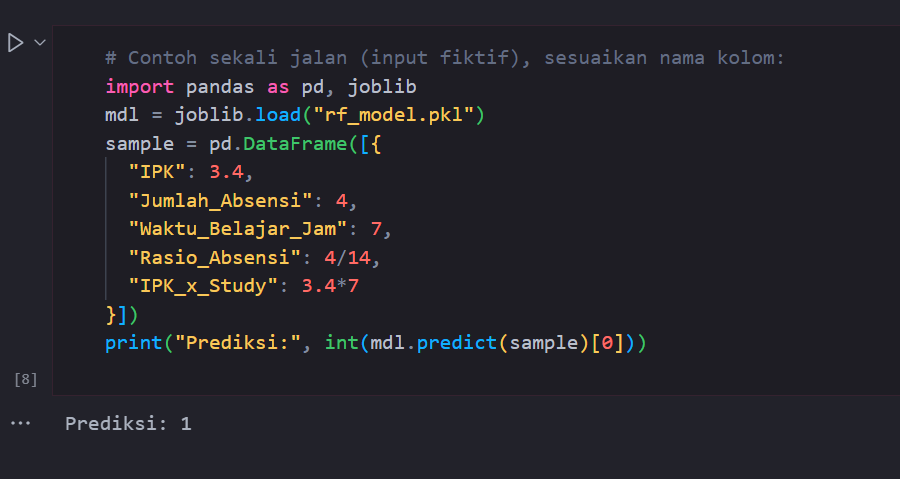 # Contoh sekali jalan (input fiktif), sesuaikan nama kolom:
import pandas as pd, joblib
mdl = joblib.load("rf_model.pkl")
sample = pd.DataFrame([{
  "IPK": 3.4,
  "Jumlah_Absensi": 4,
  "Waktu_Belajar_Jam": 7,
  "Rasio_Absensi": 4/14,
  "IPK_x_Study": 3.4*7
}])
print("Prediksi:", int(mdl.predict(sample)[0]))
[8]
Prediksi: 1